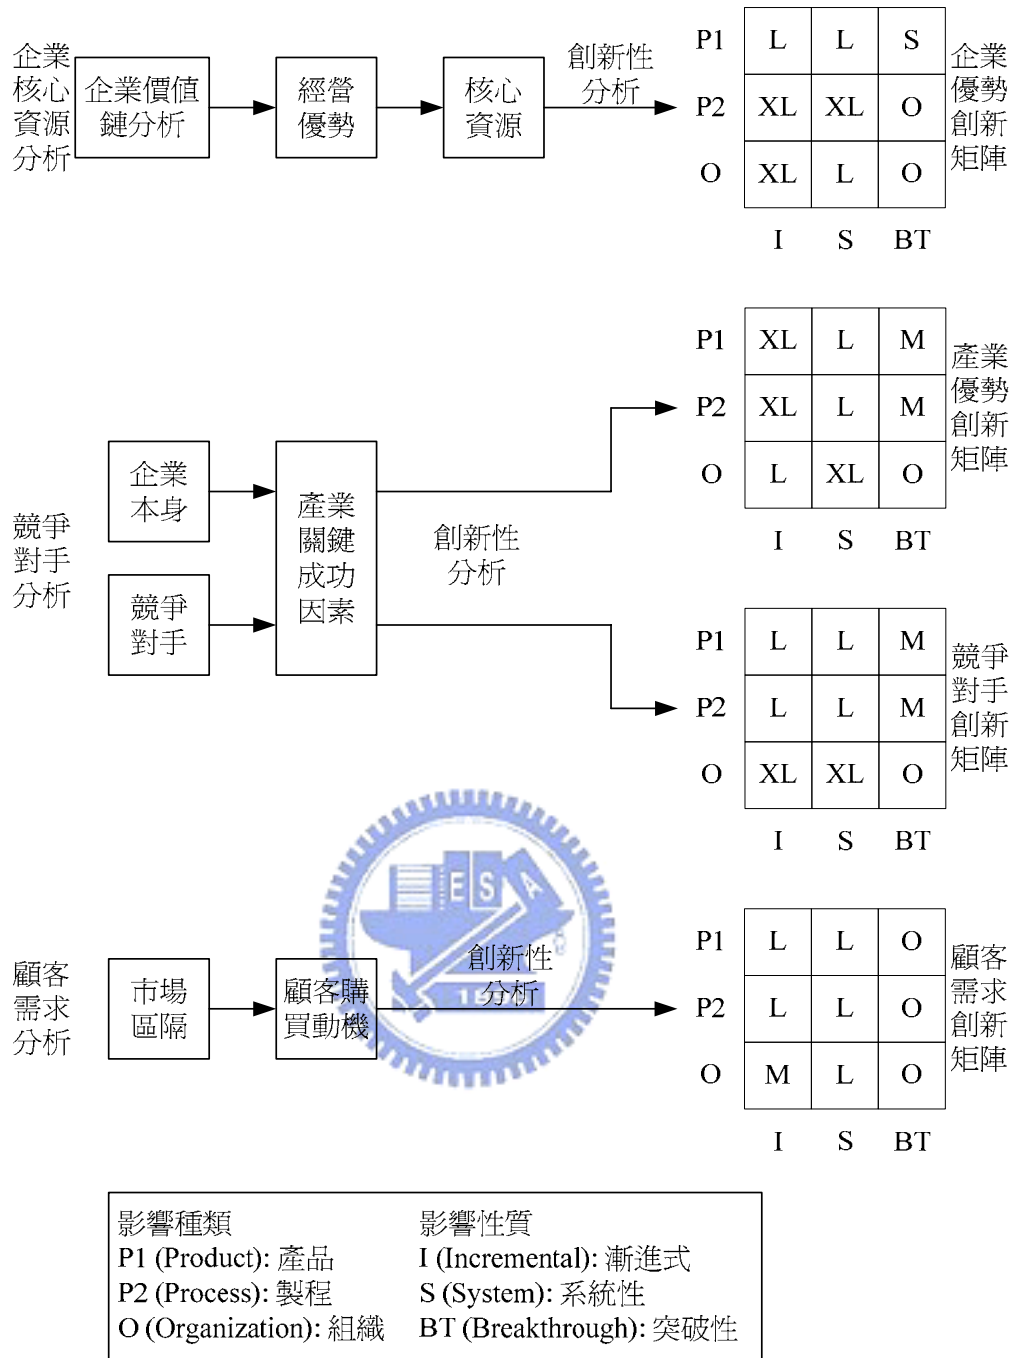 企業
核心
資源
分析
企業價值
鏈分析
經營
優勢
核心
資源
創新性
分析
P1 L L S
P2 XL XL O
O XL L O
I S BT
企業
優勢
創新
矩陣
競爭
對手
分析
企業
本身
競爭
對手
產業
關鍵
成功
因素
創新性
分析
P1 XL L M
P2 XL L M
O L XL O
I S BT
產業
優勢
創新
矩陣
P1 L L M
P2 L L M
O XL XL O
I S BT
競爭
對手
創新
矩陣
顧客
需求
分析
市場
區隔
顧客購
買動機
創新性
分析
E S A
P1 L L O
P2 L L O
O M L O
I S BT
顧客
需求
創新
矩陣
影響種類 影響性質
P1 (Product): 產品 I (Incremental): 漸進式
P2 (Process): 製程 S (System): 系統性
O (Organization): 組織 BT (Breakthrough): 突破性